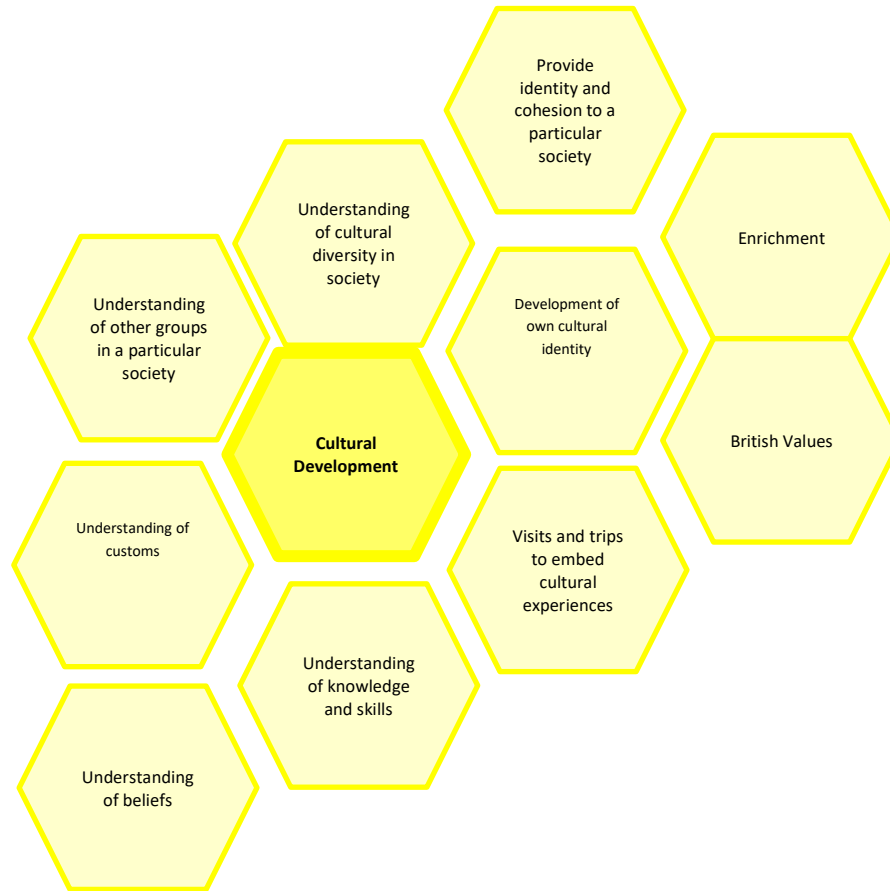 Provide
identity and
cohesion to a
particular
society
Understanding
of cultural
diversity in
society
Enrichment
Understanding
of other groups
in a particular
society
Development of
own cultural
identity
Cultural
Development
British Values
Understanding of
customs
Visits and trips
to embed
cultural
experiences
Understanding
of knowledge
and skills
Understanding
of beliefs